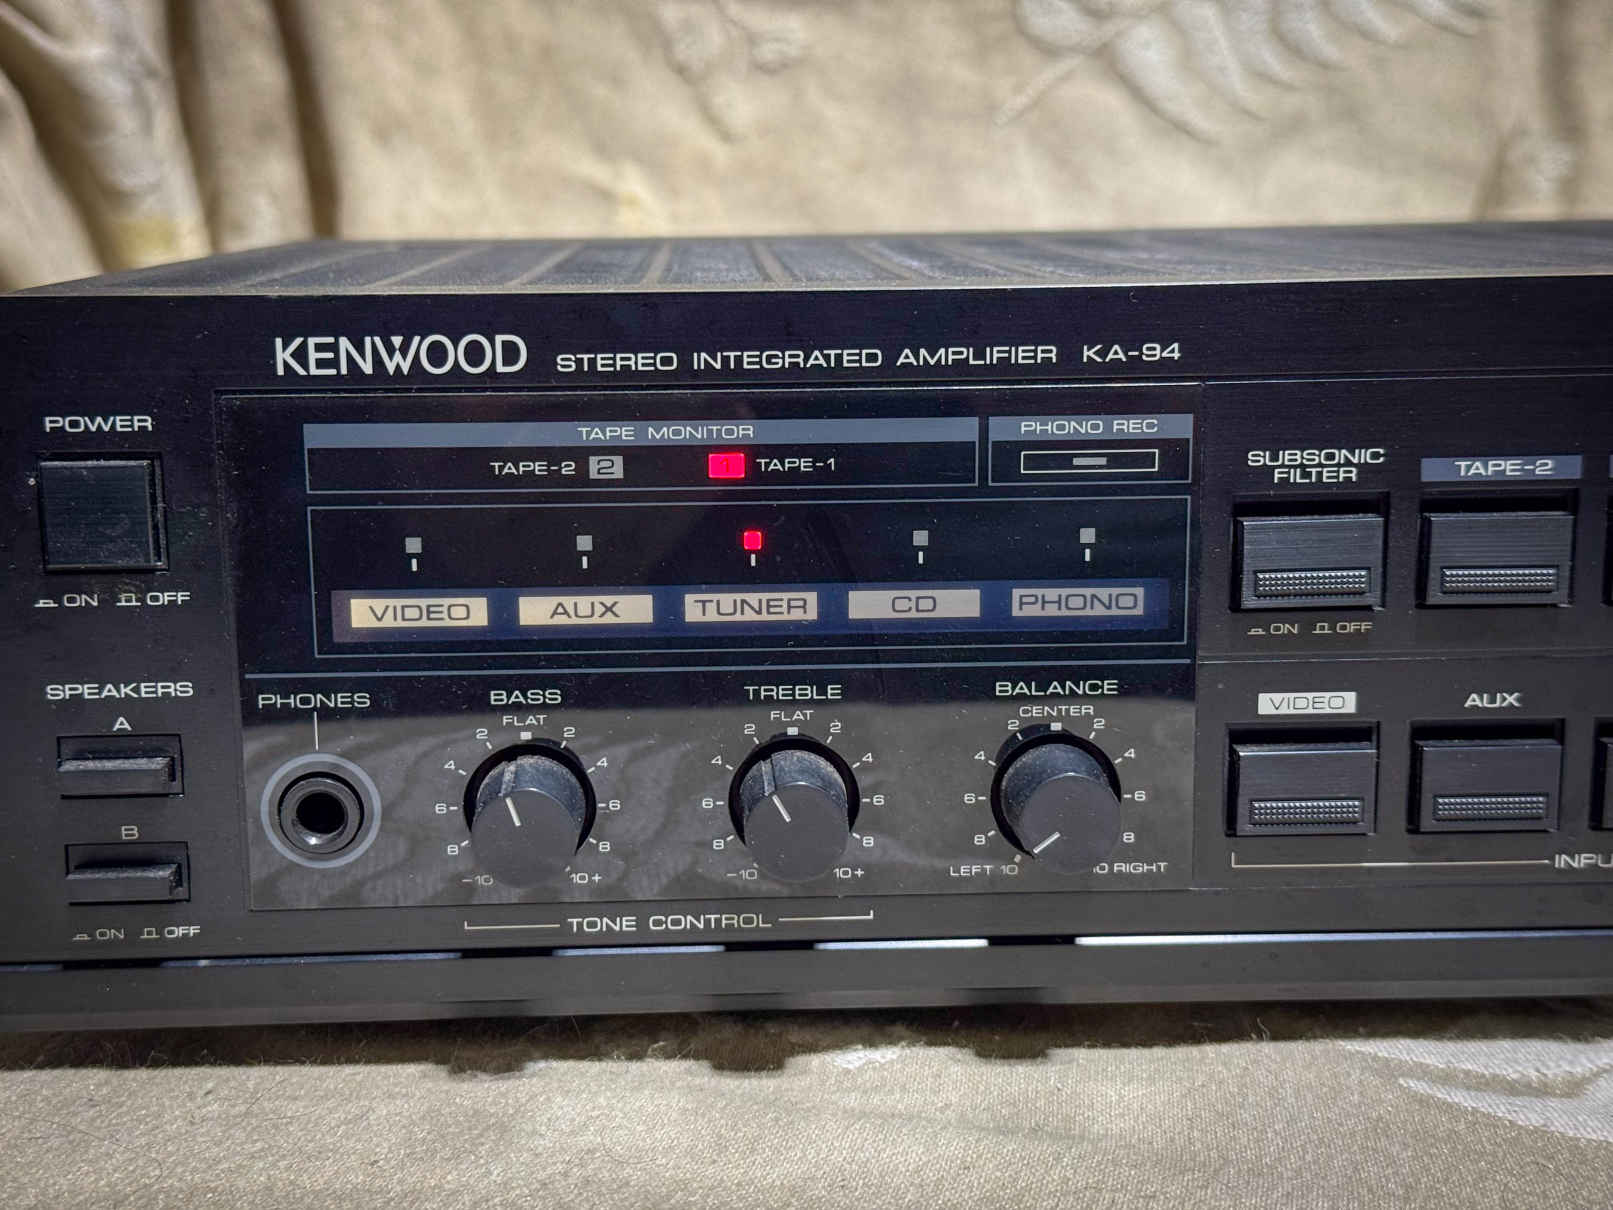 KENWOOD STEREO INTEGRATED AMPLIFIER KA-94
POWER
ON OFF
SPEAKERS
A
B
ON OFF
TAPE MONITOR
TAPE-2 2 1 TAPE-1
PHONO REC
VIDEO AUX TUNER CD PHONO
PHONES
BASS
FLAT
2 2
4 4
6 6
8 8
-10 10+
TREBLE
FLAT
2 2
4 4
6 6
8 8
-10 10+
BALANCE
CENTER
2 2
4 4
6 6
8 8
LEFT 10 10 RIGHT
TONE CONTROL
SUBSONIC
FILTER
ON OFF
TAPE-2
VIDEO AUX
INPU